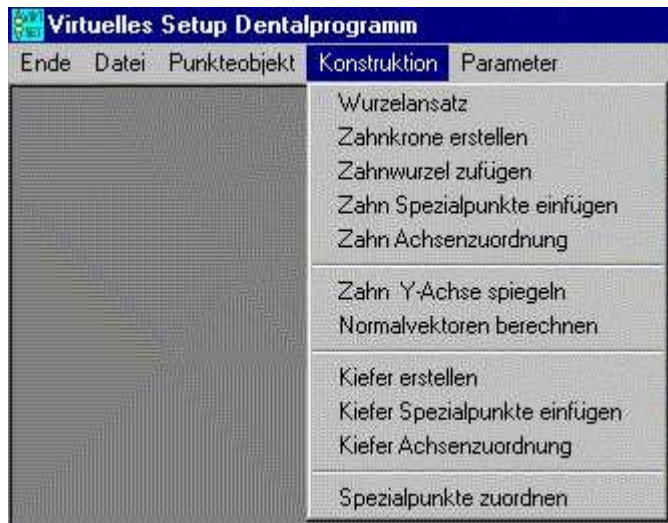 Virtuelles Setup Dentalprogramm
Ende Datei Punkteobjekt Konstruktion Parameter
Wurzelansatz
Zahnkrone erstellen
Zahnwurzel zufügen
Zahn Spezialpunkte einfügen
Zahn Achsenzuordnung
Zahn Y-Achse spiegeln
Normalvektoren berechnen
Kiefer erstellen
Kiefer Spezialpunkte einfügen
Kiefer Achsenzuordnung
Spezialpunkte zuordnen